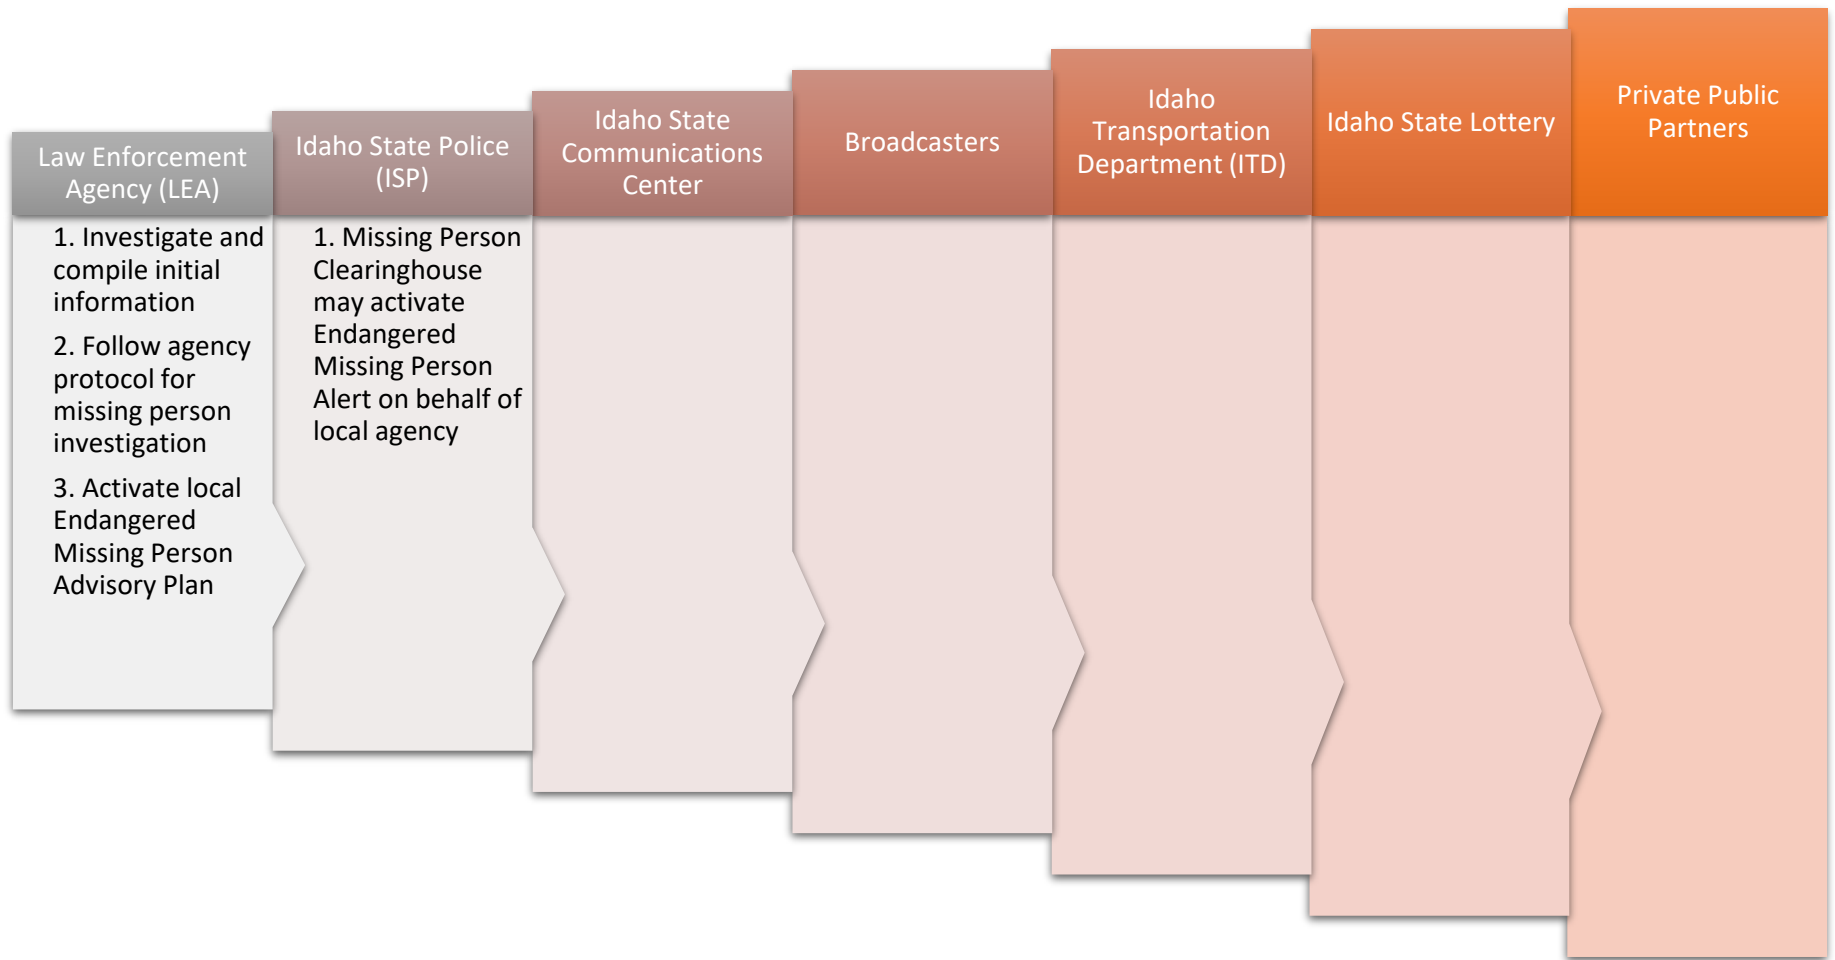 Law Enforcement
Agency (LEA)
1. Investigate and
compile initial
information
2. Follow agency
protocol for
missing person
investigation
3. Activate local
Endangered
Missing Person
Advisory Plan
Idaho State Police
(ISP)
1. Missing Person
Clearinghouse
may activate
Endangered
Missing Person
Alert on behalf of
local agency
Idaho State
Communications
Center
Broadcasters
Idaho
Transportation
Department (ITD)
Idaho State Lottery
Private Public
Partners